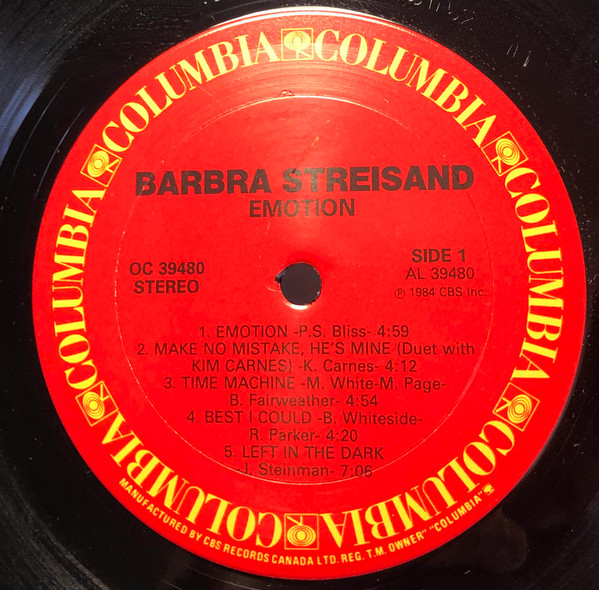 COLUMBIA COLUMBIA COLUMBIA COLUMBIA COLUMBIA COLUMBIA COLUMBIA
BARBRA STREISAND
EMOTION
OC 39480
STEREO
SIDE 1
AL 39480
℗ 1984 CBS Inc.
1. EMOTION -P.S. Bliss- 4:59
2. MAKE NO MISTAKE, HE'S MINE (Duet with
KIM CARNES) -K. Carnes- 4:12
3. TIME MACHINE -M. White-M. Page-
B. Fairweather- 4:54
4. BEST I COULD -B. Whiteside-
R. Parker- 4:20
5. LEFT IN THE DARK
-J. Steinman- 7:06
MANUFACTURED BY CBS RECORDS CANADA LTD. REG. T.M. OWNER "COLUMBIA"